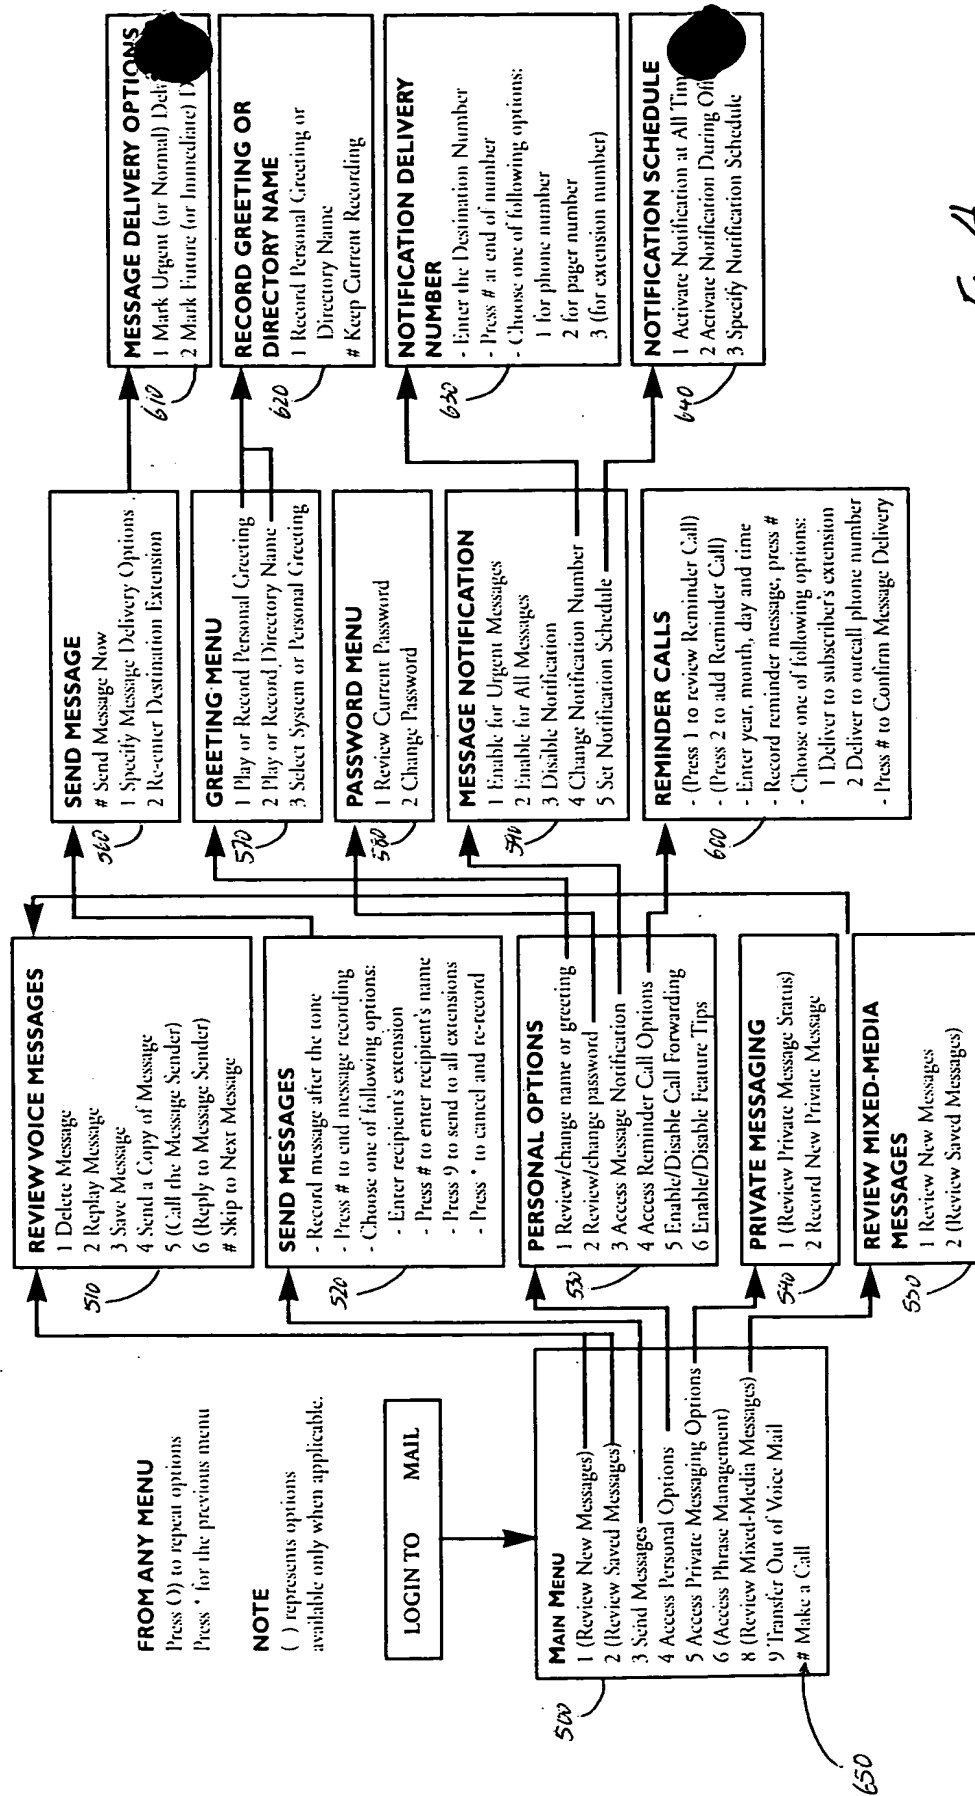 FROM ANY MENU
Press O) to repeat options
Press * for the previous menu
NOTE
( ) represents options
available only when applicable.
LOGIN TO MAIL
MAIN MENU
1 (Review New Messages)
2 (Review Saved Messages)
3 Send Messages
4 Access Personal Options
5 Access Private Messaging Options
6 (Access Phrase Management)
8 (Review Mixed-Media Messages)
9 Transfer Out of Voice Mail
# Make a Call
500
650
REVIEW VOICE MESSAGES
1 Delete Message
2 Replay Message
3 Save Message
4 Send a Copy of Message
5 (Call the Message Sender)
6 (Reply to Message Sender)
# Skip to Next Message
510
SEND MESSAGES
- Record message after the tone
- Press # to end message recording
- Choose one of following options:
- Enter recipient's extension
- Press # to enter recipient's name
- Press 9 to send to all extensions
- Press * to cancel and re-record
520
PERSONAL OPTIONS
1 Review/change name or greeting
2 Review/change password
3 Access Message Notification
4 Access Reminder Call Options
5 Enable/Disable Call Forwarding
6 Enable/Disable Feature Tips
530
PRIVATE MESSAGING
1 (Review Private Message Status)
2 Record New Private Message
540
REVIEW MIXED-MEDIA
MESSAGES
1 Review New Messages
2 (Review Saved Messages)
550
SEND MESSAGE
# Send Message Now
1 Specify Message Delivery Options
2 Re-enter Destination Extension
560
GREETING MENU
1 Play or Record Personal Greeting
2 Play or Record Directory Name
3 Select System or Personal Greeting
570
PASSWORD MENU
1 Review Current Password
2 Change Password
580
MESSAGE NOTIFICATION
1 Enable for Urgent Messages
2 Enable for All Messages
3 Disable Notification
4 Change Notification Number
5 Set Notification Schedule
590
REMINDER CALLS
- (Press 1 to review Reminder Call)
- (Press 2 to add Reminder Call)
- Enter year, month, day and time
- Record reminder message, press #
- Choose one of following options:
1 Deliver to subscriber's extension
2 Deliver to outcall phone number
- Press # to Confirm Message Delivery
600
MESSAGE DELIVERY OPTIONS
1 Mark Urgent (or Normal)
2 Mark Future (or Immediate)
610
RECORD GREETING OR
DIRECTORY NAME
1 Record Personal Greeting or
Directory Name
# Keep Current Recording
620
NOTIFICATION DELIVERY
NUMBER
- Enter the Destination Number
- Press # at end of number
- Choose one of following options:
1 for phone number
2 for pager number
3 (for extension number)
630
NOTIFICATION SCHEDULE
1 Activate Notification at All
2 Activate Notification During
3 Specify Notification Schedule
640